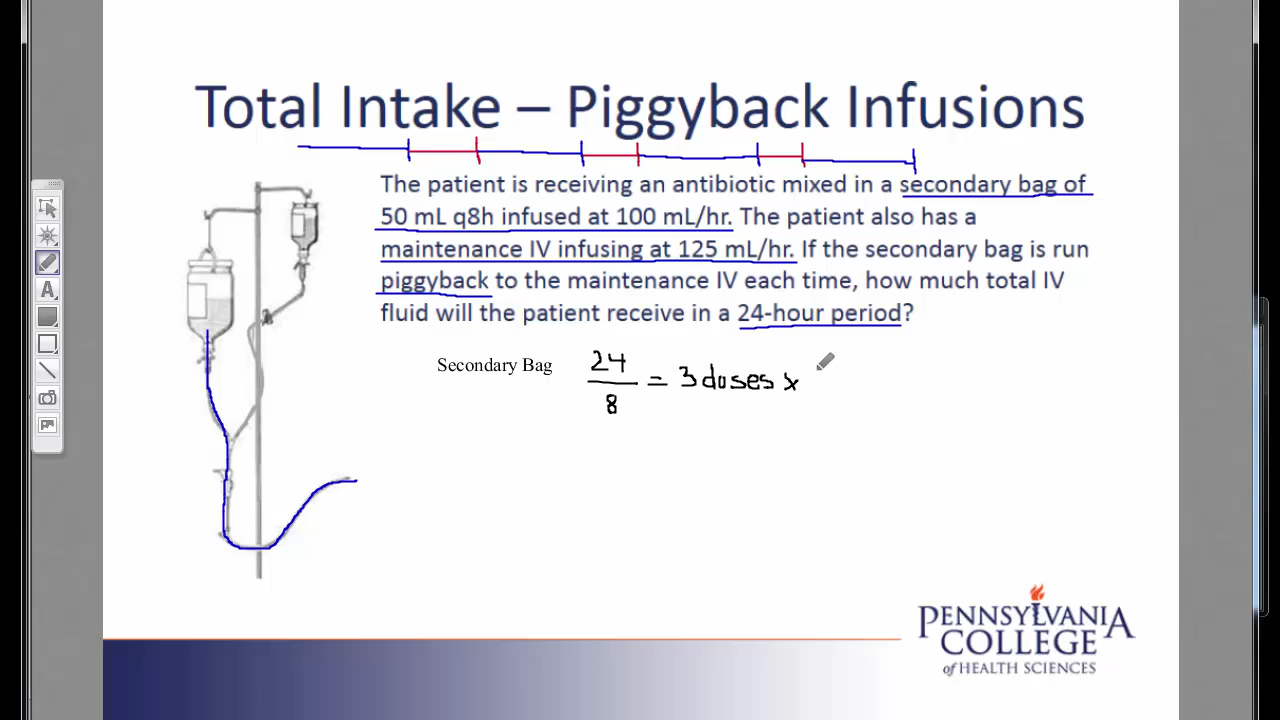 Total Intake – Piggyback Infusions
The patient is receiving an antibiotic mixed in a secondary bag of
50 mL q8h infused at 100 mL/hr. The patient also has a
maintenance IV infusing at 125 mL/hr. If the secondary bag is run
piggyback to the maintenance IV each time, how much total IV
fluid will the patient receive in a 24-hour period?
Secondary Bag 24
= 3 doses x
8
A
PENNSYLVANIA
COLLEGE
of HEALTH SCIENCES